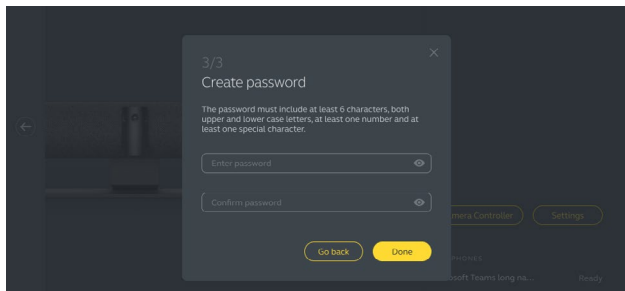 3/3
Create password
The password must include at least 6 characters, both
upper and lower case letters, at least one number and at
least one special character.
Enter password
Confirm password
mera Controller
Settings
Go back
Done
PHONES
osoft Teams long na...
Ready